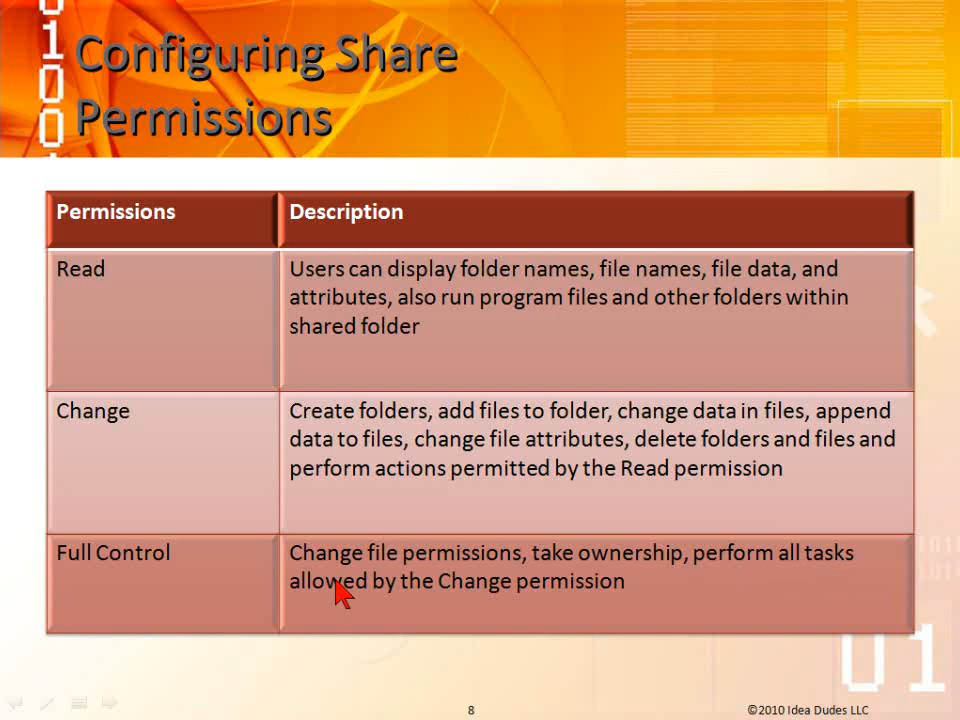 Configuring Share
Permissions
Permissions
Description
Read
Users can display folder names, file names, file data, and
attributes, also run program files and other folders within
shared folder
Change
Create folders, add files to folder, change data in files, append
data to files, change file attributes, delete folders and files and
perform actions permitted by the Read permission
Full Control
Change file permissions, take ownership, perform all tasks
allowed by the Change permission
8
©2010 Idea Dudes LLC